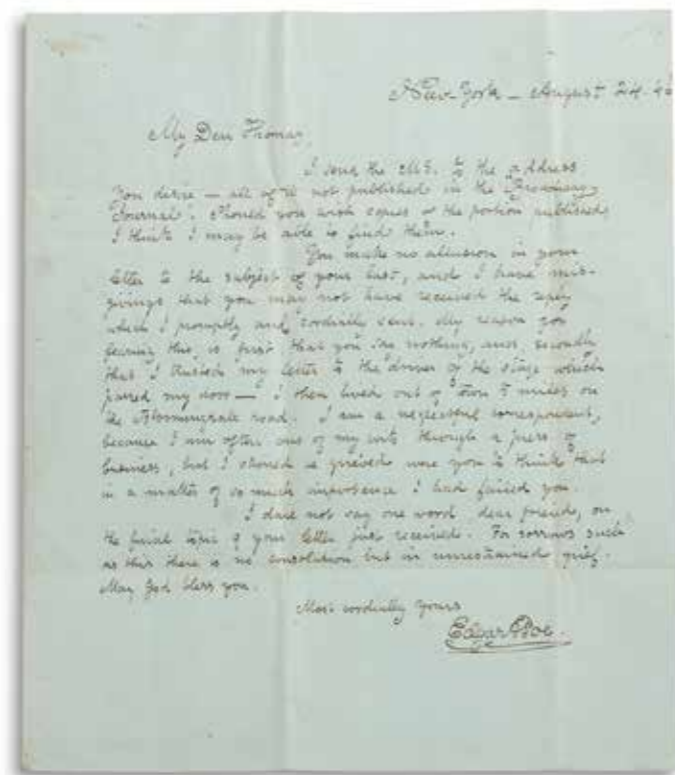 New-York – August 24. 4
My Dear Thomas,
I send the MS. to the address
you desire – all of it not published in the Broadway
Journal. Should you wish copies of the portion published
I think I may be able to find them.
You make no allusion in your
letter to the subject of your last, and I have mis-
givings that you may not have received the reply
which I promptly and cordially sent. My reason for
fearing this, is first that you say nothing, and, secondly
that I trusted my letter to the driver of the stage which
passed my door – I then lived out of town 5 miles on
the Bloomingdale road. I am a neglectful correspondent,
because I am often out of my wits through a press of
business, but I should be grieved were you to think that
in a matter of so much importance I had failed you.
I dare not say one word, dear friend, on
the final topic of your letter just received. For sorrows such
as this there is no consolation but in unrestrained grief.
May God bless you.
Most cordially Yours
Edgar A Poe.